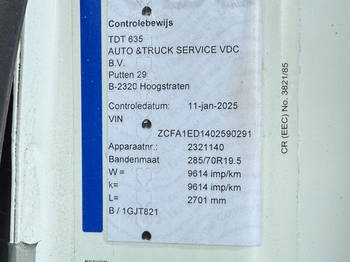 Controlebewijs
TDT 635
AUTO &TRUCK SERVICE VDC
B.V.
Putten 29
B-2320 Hoogstraten
Controledatum: 11-jan-2025
VIN
ZCFA1ED1402590291
Apparaatnr.: 2321140
Bandenmaat 285/70R19.5
W = 9614 imp/km
k= 9614 imp/km
L= 2701 mm
B / 1GJT821
CR (EEC) No. 3821/85